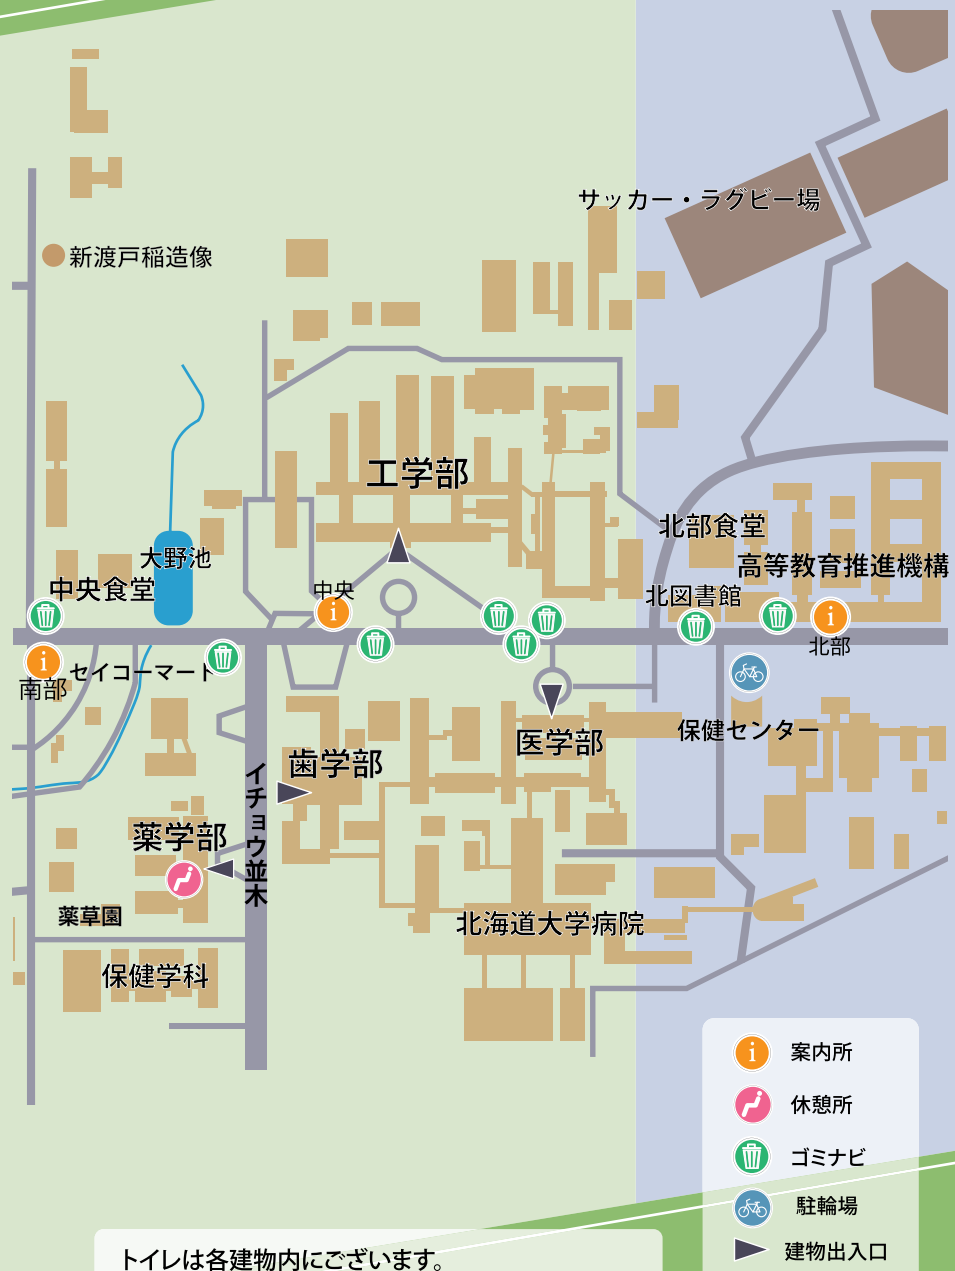 サッカー・ラグビー場
新渡戸稲造像
工学部
北部食堂
大野池
高等教育推進機構
中央食堂
中央
北図書館
北部
南部
セイコーマート
保健センター
医学部
歯学部
イチョウ並木
薬学部
薬草園
北海道大学病院
保健学科
案内所
休憩所
ゴミナビ
駐輪場
建物出入口
トイレは各建物内にございます。